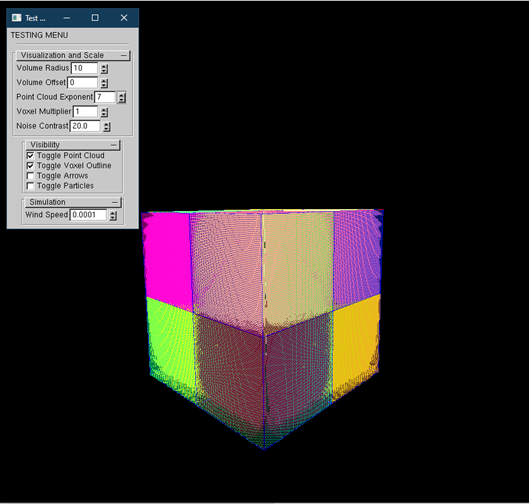 Test ...
TESTING MENU
Visualization and Scale
Volume Radius 10
Volume Offset 0
Point Cloud Exponent 7
Voxel Multiplier 1
Noise Contrast 20.0
Visibility
Toggle Point Cloud
Toggle Voxel Outline
Toggle Arrows
Toggle Particles
Simulation
Wind Speed 0.0001